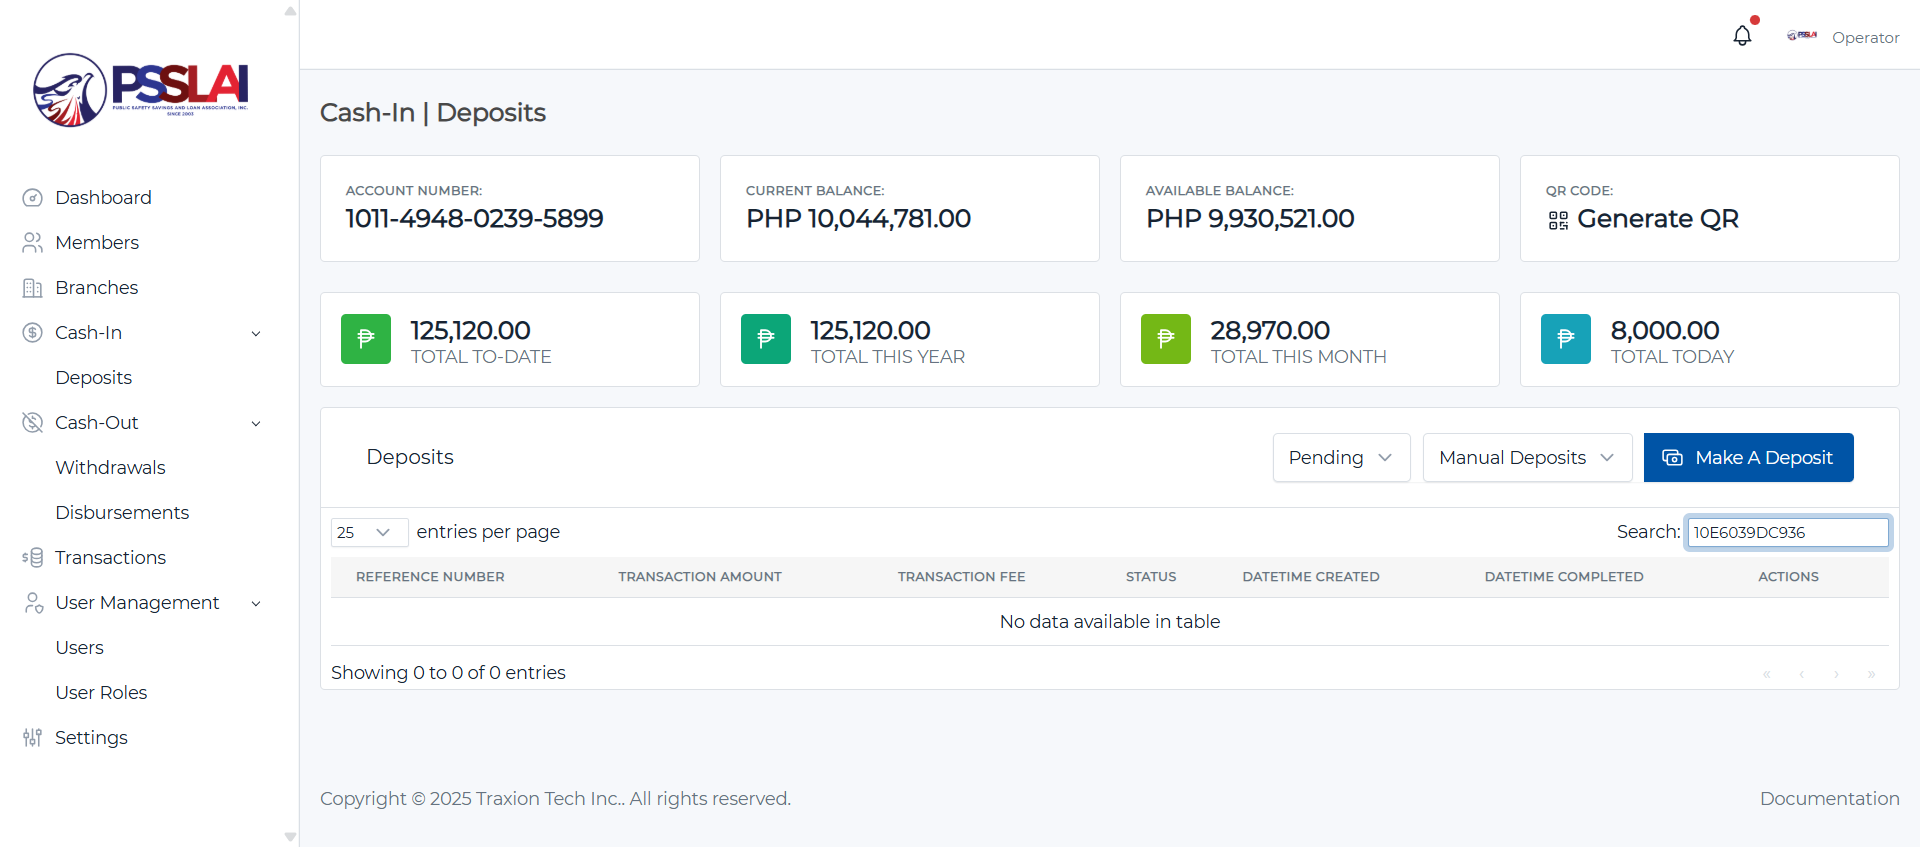 PSSLAI
PUBLIC SAFETY SAVINGS AND LOAN ASSOCIATION, INC.
SINCE 2003
Dashboard
Members
Branches
Cash-In
Deposits
Cash-Out
Withdrawals
Disbursements
Transactions
User Management
Users
User Roles
Settings
PSSLAI
Operator
Cash-In | Deposits
ACCOUNT NUMBER:
1011-4948-0239-5899
CURRENT BALANCE:
PHP 10,044,781.00
AVAILABLE BALANCE:
PHP 9,930,521.00
QR CODE:
Generate QR
125,120.00
TOTAL TO-DATE
125,120.00
TOTAL THIS YEAR
28,970.00
TOTAL THIS MONTH
8,000.00
TOTAL TODAY
Deposits
Pending
Manual Deposits
Make A Deposit
25 entries per page
Search: 10E6039DC936
REFERENCE NUMBER TRANSACTION AMOUNT TRANSACTION FEE STATUS DATETIME CREATED DATETIME COMPLETED ACTIONS
No data available in table
Showing 0 to 0 of 0 entries
« ‹ › »
Copyright © 2025 Traxion Tech Inc.. All rights reserved.
Documentation